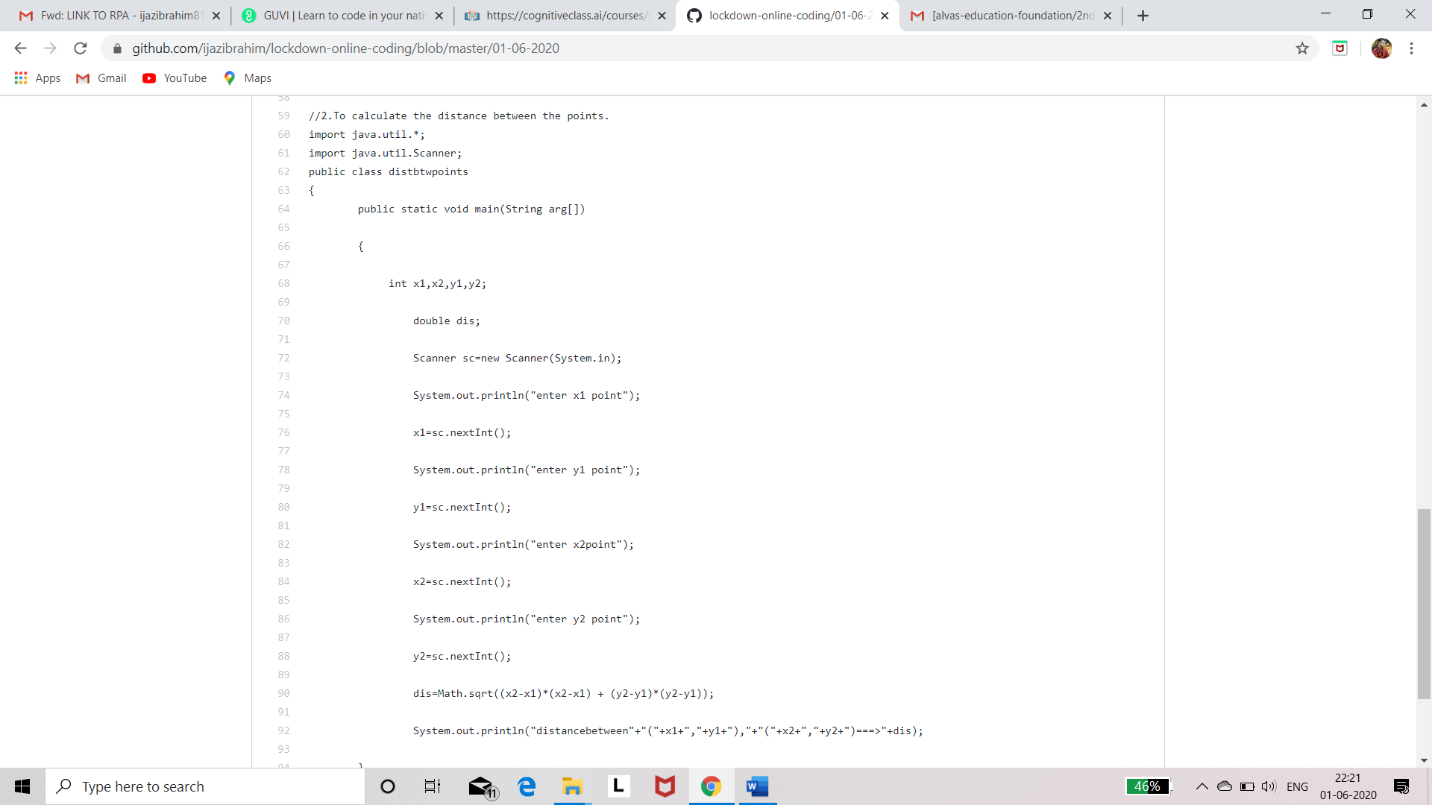 Fwd: LINK TO RPA - ijazibrahim81
GUVI | Learn to code in your nati
https://cognitiveclass.ai/courses/
lockdown-online-coding/01-06-2
[alvas-education-foundation/2nd
github.com/ijazibrahim/lockdown-online-coding/blob/master/01-06-2020
Apps Gmail YouTube Maps
58
59 //2.To calculate the distance between the points.
60 import java.util.*;
61 import java.util.Scanner;
62 public class distbtwpoints
63 {
64 public static void main(String arg[])
65
66 {
67
68 int x1,x2,y1,y2;
69
70 double dis;
71
72 Scanner sc=new Scanner(System.in);
73
74 System.out.println("enter x1 point");
75
76 x1=sc.nextInt();
77
78 System.out.println("enter y1 point");
79
80 y1=sc.nextInt();
81
82 System.out.println("enter x2point");
83
84 x2=sc.nextInt();
85
86 System.out.println("enter y2 point");
87
88 y2=sc.nextInt();
89
90 dis=Math.sqrt((x2-x1)*(x2-x1) + (y2-y1)*(y2-y1));
91
92 System.out.println("distancebetween"+"("+x1+","+y1+"),"+"("+x2+","+y2+")===>"+dis);
93
94 }
Type here to search
11
L
46%
ENG
22:21
01-06-2020